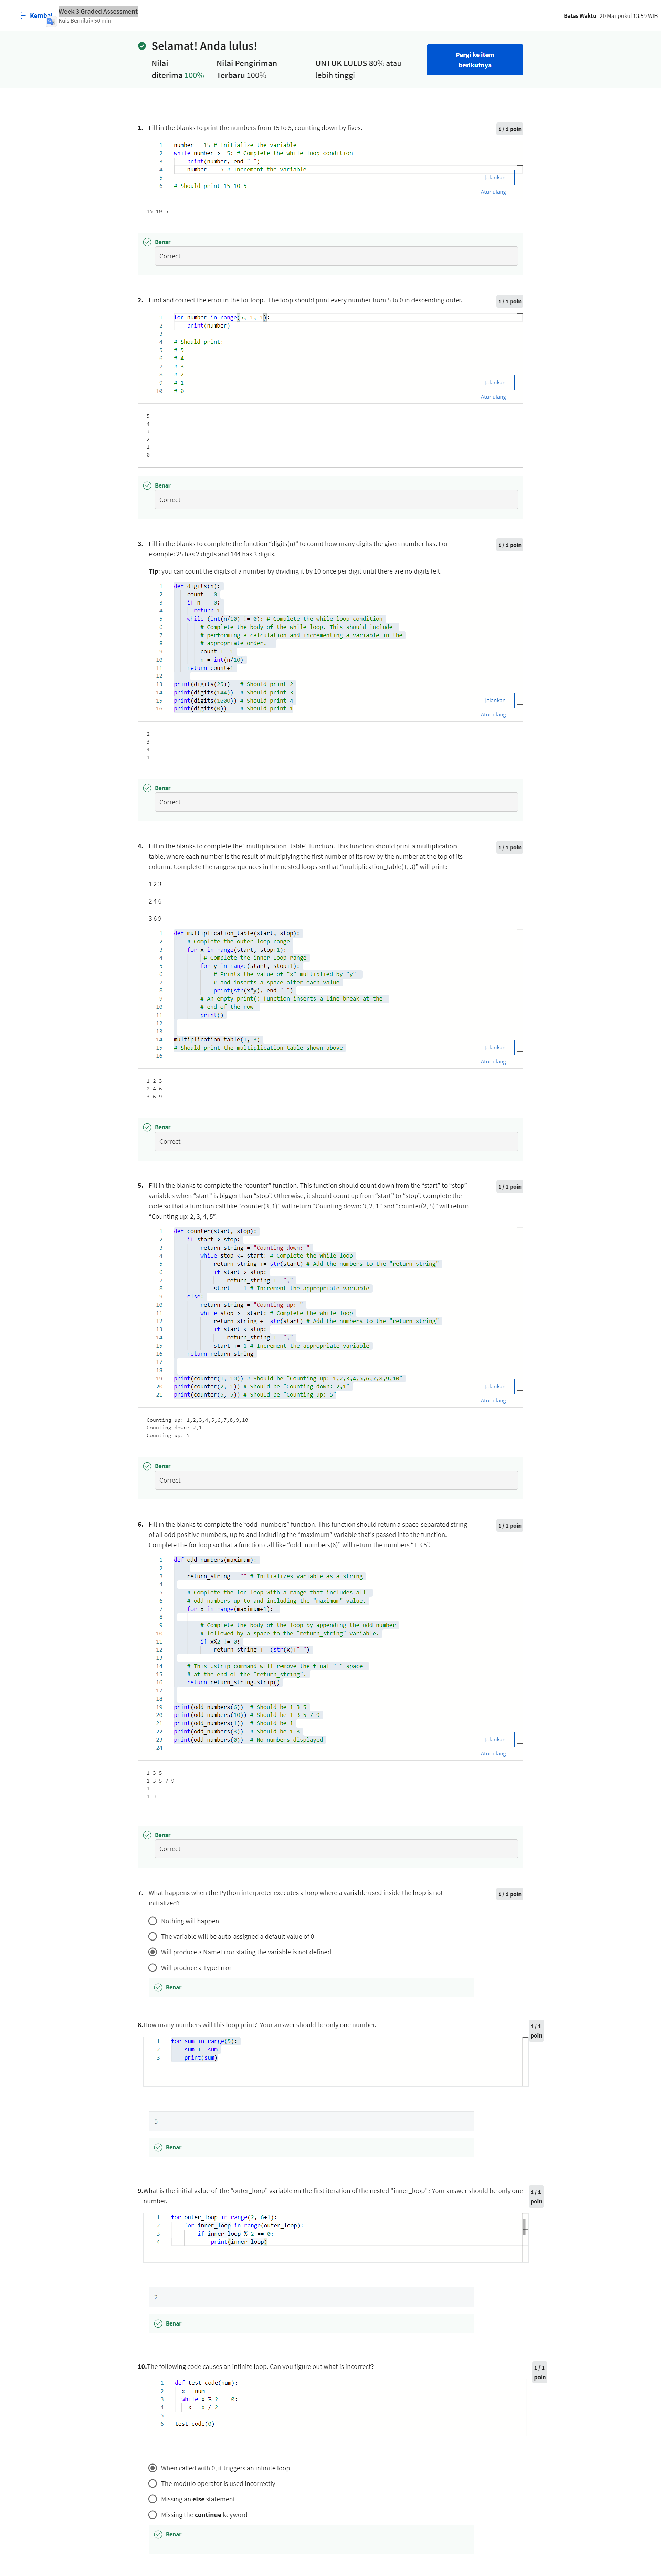 Kembali
Week 3 Graded Assessment
Kuis Bernilai • 50 min
Batas Waktu 20 Mar pukul 13.59 WIB
Selamat! Anda lulus!
Nilai diterima 100%
Nilai Pengiriman Terbaru 100%
UNTUK LULUS 80% atau lebih tinggi
Pergi ke item berikutnya
1. Fill in the blanks to print the numbers from 15 to 5, counting down by fives.
1 / 1 poin
1 number = 15 # Initialize the variable
2 while number >= 5: # Complete the while loop condition
3 print(number, end=" ")
4 number -= 5 # Increment the variable
5
6 # Should print 15 10 5
Jalankan
Atur ulang
15 10 5
Benar
Correct
2. Find and correct the error in the for loop. The loop should print every number from 5 to 0 in descending order.
1 / 1 poin
1 for number in range(5,-1,-1):
2 print(number)
3
4 # Should print:
5 # 5
6 # 4
7 # 3
8 # 2
9 # 1
10 # 0
Jalankan
Atur ulang
5
4
3
2
1
0
Benar
Correct
3. Fill in the blanks to complete the function “digits(n)” to count how many digits the given number has. For
example: 25 has 2 digits and 144 has 3 digits.
1 / 1 poin
Tip: you can count the digits of a number by dividing it by 10 once per digit until there are no digits left.
1 def digits(n):
2 count = 0
3 if n == 0:
4 return 1
5 while (int(n/10) != 0): # Complete the while loop condition
6 # Complete the body of the while loop. This should include
7 # performing a calculation and incrementing a variable in the
8 # appropriate order.
9 count += 1
10 n = int(n/10)
11 return count+1
12
13 print(digits(25)) # Should print 2
14 print(digits(144)) # Should print 3
15 print(digits(1000)) # Should print 4
16 print(digits(0)) # Should print 1
Jalankan
Atur ulang
2
3
4
1
Benar
Correct
4. Fill in the blanks to complete the “multiplication_table” function. This function should print a multiplication
table, where each number is the result of multiplying the first number of its row by the number at the top of its
column. Complete the range sequences in the nested loops so that “multiplication_table(1, 3)” will print:
1 / 1 poin
1 2 3
2 4 6
3 6 9
1 def multiplication_table(start, stop):
2 # Complete the outer loop range
3 for x in range(start, stop+1):
4 # Complete the inner loop range
5 for y in range(start, stop+1):
6 # Prints the value of "x" multiplied by "y"
7 # and inserts a space after each value
8 print(str(x*y), end=" ")
9 # An empty print() function inserts a line break at the
10 # end of the row
11 print()
12
13
14 multiplication_table(1, 3)
15 # Should print the multiplication table shown above
16
Jalankan
Atur ulang
1 2 3
2 4 6
3 6 9
Benar
Correct
5. Fill in the blanks to complete the “counter” function. This function should count down from the “start” to “stop”
variables when “start” is bigger than “stop”. Otherwise, it should count up from “start” to “stop”. Complete the
code so that a function call like “counter(3, 1)” will return “Counting down: 3, 2, 1” and “counter(2, 5)” will return
“Counting up: 2, 3, 4, 5”.
1 / 1 poin
1 def counter(start, stop):
2 if start > stop:
3 return_string = "Counting down: "
4 while stop <= start: # Complete the while loop
5 return_string += str(start) # Add the numbers to the "return_string"
6 if start > stop:
7 return_string += ","
8 start -= 1 # Increment the appropriate variable
9 else:
10 return_string = "Counting up: "
11 while stop >= start: # Complete the while loop
12 return_string += str(start) # Add the numbers to the "return_string"
13 if start < stop:
14 return_string += ","
15 start += 1 # Increment the appropriate variable
16 return return_string
17
18
19 print(counter(1, 10)) # Should be "Counting up: 1,2,3,4,5,6,7,8,9,10"
20 print(counter(2, 1)) # Should be "Counting down: 2,1"
21 print(counter(5, 5)) # Should be "Counting up: 5"
Jalankan
Atur ulang
Counting up: 1,2,3,4,5,6,7,8,9,10
Counting down: 2,1
Counting up: 5
Benar
Correct
6. Fill in the blanks to complete the “odd_numbers” function. This function should return a space-separated string
of all odd positive numbers, up to and including the “maximum” variable that's passed into the function.
Complete the for loop so that a function call like “odd_numbers(6)” will return the numbers “1 3 5”.
1 / 1 poin
1 def odd_numbers(maximum):
2
3 return_string = "" # Initializes variable as a string
4
5 # Complete the for loop with a range that includes all
6 # odd numbers up to and including the "maximum" value.
7 for x in range(maximum+1):
8
9 # Complete the body of the loop by appending the odd number
10 # followed by a space to the "return_string" variable.
11 if x%2 != 0:
12 return_string += (str(x)+" ")
13
14 # This .strip command will remove the final " " space
15 # at the end of the "return_string".
16 return return_string.strip()
17
18
19 print(odd_numbers(6)) # Should be 1 3 5
20 print(odd_numbers(10)) # Should be 1 3 5 7 9
21 print(odd_numbers(1)) # Should be 1
22 print(odd_numbers(3)) # Should be 1 3
23 print(odd_numbers(0)) # No numbers displayed
24
Jalankan
Atur ulang
1 3 5
1 3 5 7 9
1
1 3
Benar
Correct
7. What happens when the Python interpreter executes a loop where a variable used inside the loop is not
initialized?
1 / 1 poin
Nothing will happen
The variable will be auto-assigned a default value of 0
Will produce a NameError stating the variable is not defined
Will produce a TypeError
Benar
8. How many numbers will this loop print? Your answer should be only one number.
1 / 1 poin
1 for sum in range(5):
2 sum += sum
3 print(sum)
5
Benar
9. What is the initial value of the “outer_loop” variable on the first iteration of the nested “inner_loop”? Your answer should be only one
number.
1 / 1 poin
1 for outer_loop in range(2, 6+1):
2 for inner_loop in range(outer_loop):
3 if inner_loop % 2 == 0:
4 print(inner_loop)
2
Benar
10. The following code causes an infinite loop. Can you figure out what is incorrect?
1 / 1 poin
1 def test_code(num):
2 x = num
3 while x % 2 == 0:
4 x = x / 2
5
6 test_code(0)
When called with 0, it triggers an infinite loop
The modulo operator is used incorrectly
Missing an else statement
Missing the continue keyword
Benar